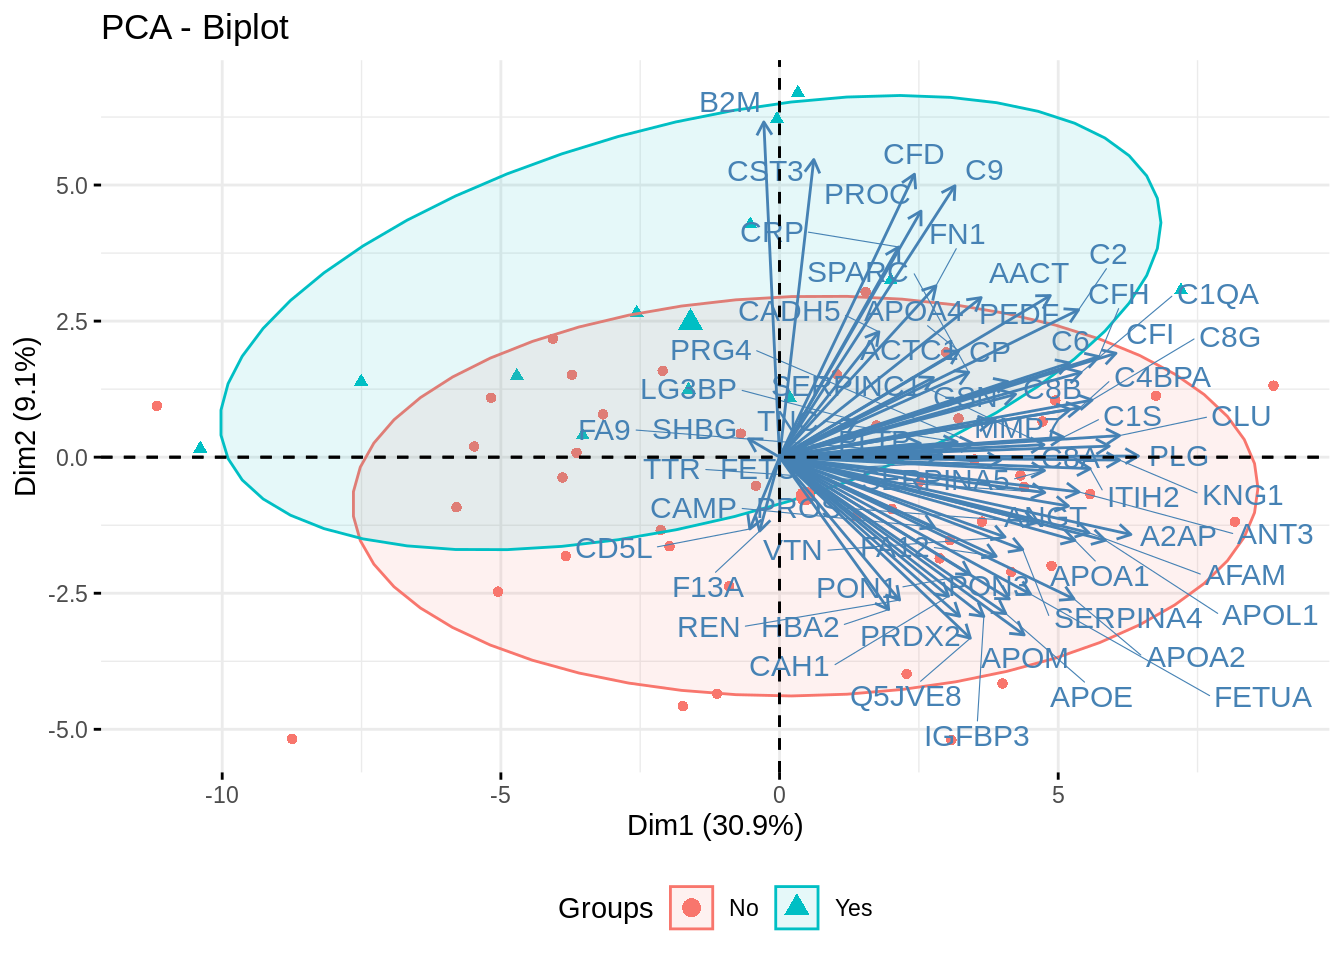 PCA - Biplot
B2M
CFD
C9
CST3
PROC
CRP
FN1
C2
SPARC
AACT
CFH
C1QA
CADH5
APOA4
PEDF
CFI
C8G
PRG4
ACTC1
CP
C6
LG3BP
SERPING
CSN
C8B
C4BPA
FA9
SHBG
MMP
C1S
CLU
C8A
PLG
TTR
FETU
SERPINA5
ITIH2
KNG1
CAMP
PROZ
ANGT
A2AP
ANT3
CD5L
VTN
FA12
F13A
PON1
PON3
APOA1
AFAM
REN
HBA2
PRDX2
SERPINA4
APOL1
CAH1
APOM
APOA2
Q5JVE8
APOE
FETUA
IGFBP3
5.0
2.5
0.0
-2.5
-5.0
Dim2 (9.1%)
-10
-5
0
5
Dim1 (30.9%)
Groups
No
Yes